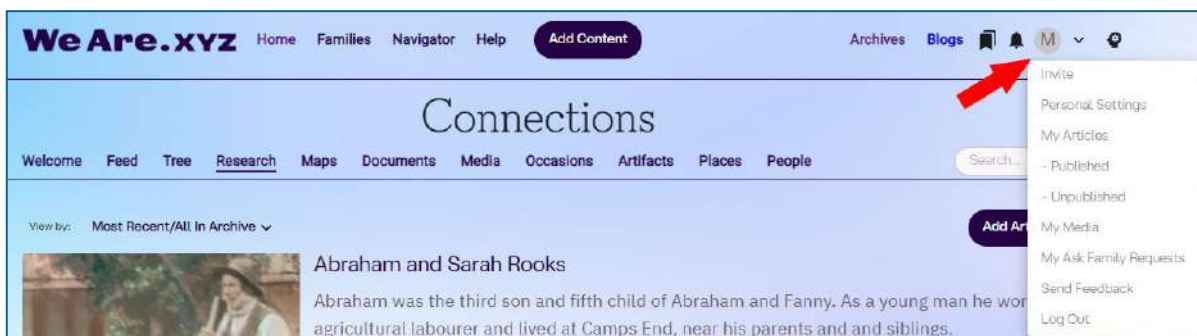 WeAre.xyz Home Families Navigator Help Add Content Archives Blogs M
Invite
Personal Settings
My Articles
- Published
- Unpublished
My Media
My Ask Family Requests
Send Feedback
Log Out
Connections
Welcome Feed Tree Research Maps Documents Media Occasions Artifacts Places People Search...
View by: Most Recent/All In Archive Add Art
Abraham and Sarah Rooks
Abraham was the third son and fifth child of Abraham and Fanny. As a young man he wor
agricultural labourer and lived at Camps End, near his parents and and siblings.